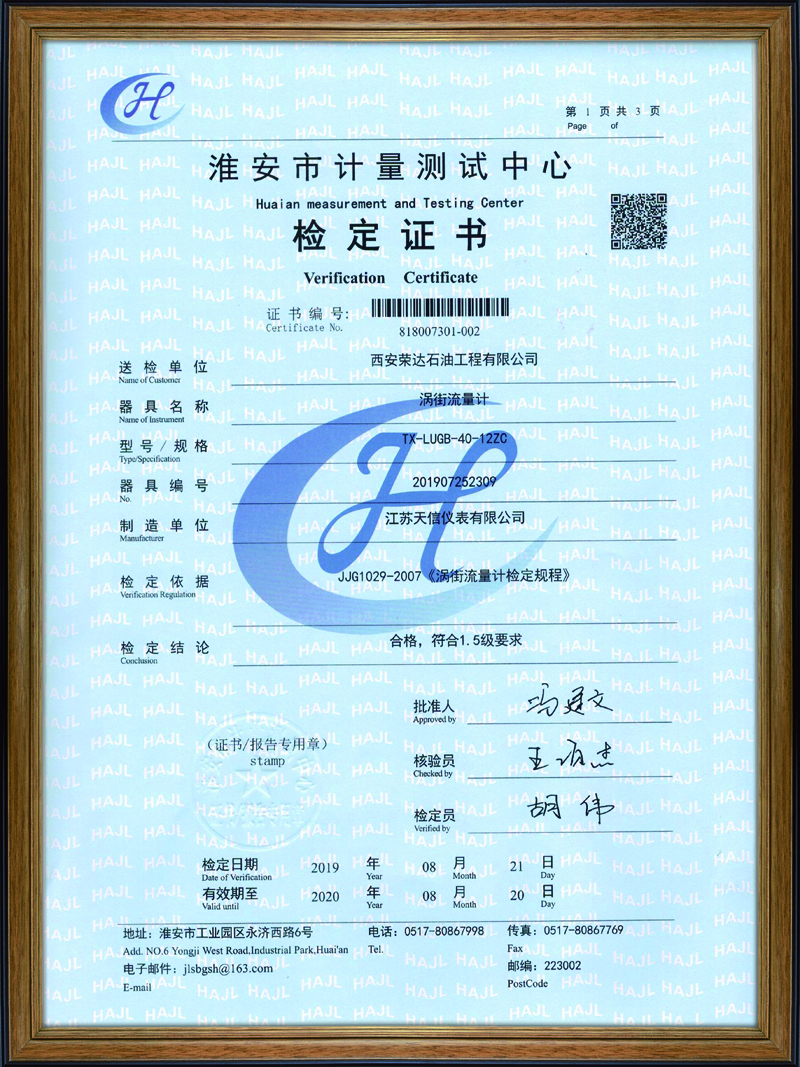 第 1 页 共 3 页
Page of
淮安市计量测试中心
Huaian measurement and Testing Center
检定证书
Verification Certificate
证书编号:
Certificate No.
818007301-002
送检单位 西安荣达石油工程有限公司
Name of Customer
器具名称 涡街流量计
Name of Instrument
型号/规格 TX-LUGB-40-12ZC
Type/Specification
器具编号 201907252309
No.
制造单位 江苏天信仪表有限公司
Manufacturer
检定依据 JJG1029-2007《涡街流量计检定规程》
Verification Regulation
检定结论 合格，符合1.5级要求
Conclusion
批准人
Approved by
(证书/报告专用章)
stamp
核验员
Checked by
检定员 胡伟
Verified by
检定日期 2019 年 08 月 21 日
Date of Verification Year Month Day
有效期至 2020 年 08 月 20 日
Valid until Year Month Day
地址: 淮安市工业园区永济西路6号 电话: 0517-80867998 传真: 0517-80867769
Add. NO.6 Yongji West Road,Industrial Park,Huai'an Tel. Fax
电子邮件: jlsbgsh@163.com 邮编: 223002
E-mail PostCode
HAJL